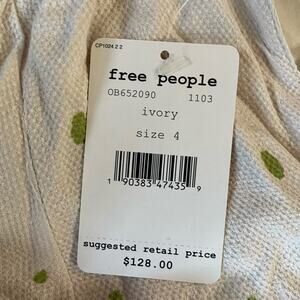 CP1024 2 2
free people
OB652090 1103
ivory
size 4
1 90383 47435 9
suggested retail price
$128.00